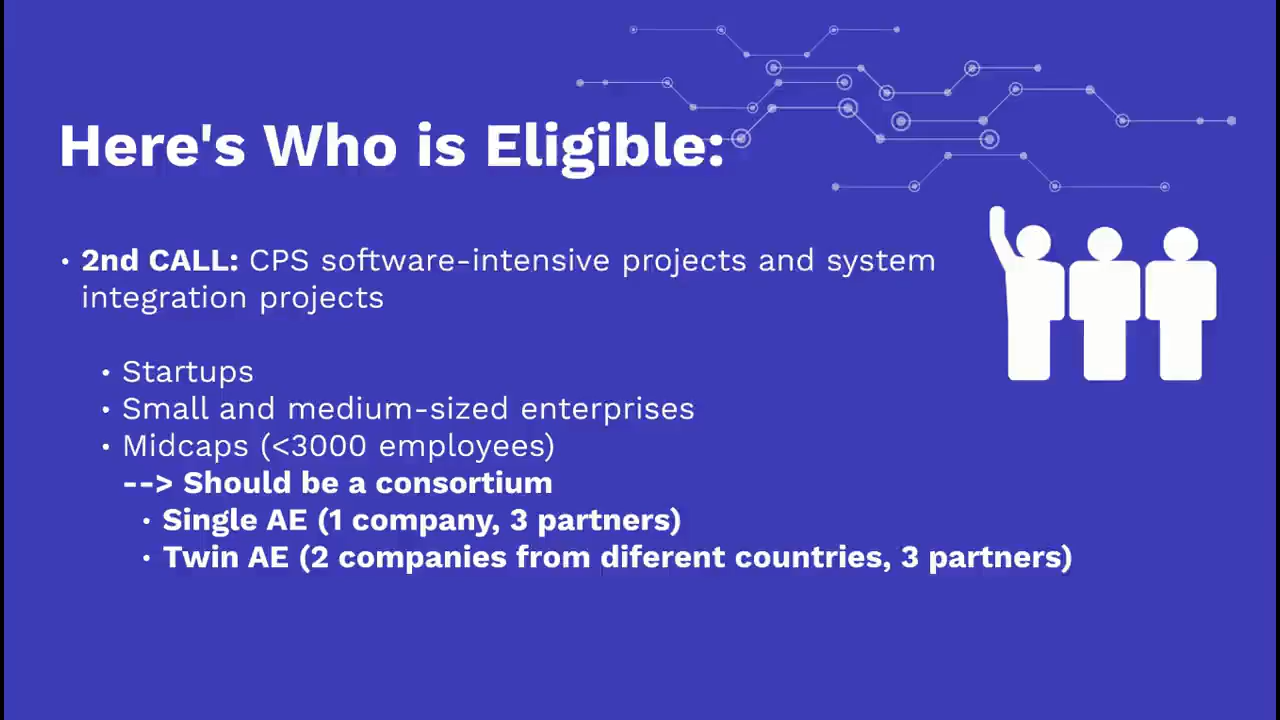 Here's Who is Eligible:
• 2nd CALL: CPS software-intensive projects and system
integration projects
• Startups
• Small and medium-sized enterprises
• Midcaps (<3000 employees)
--> Should be a consortium
• Single AE (1 company, 3 partners)
• Twin AE (2 companies from diferent countries, 3 partners)